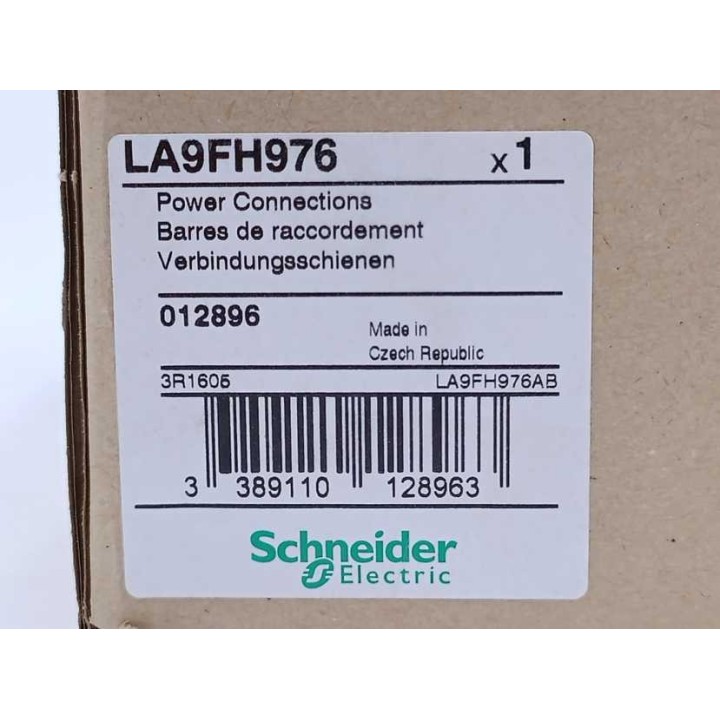 LA9FH976 x 1
Power Connections
Barres de raccordement
Verbindungsschienen
012896
Made in
Czech Republic
3R1605 LA9FH976AB
3 389110 128963
Schneider
Electric